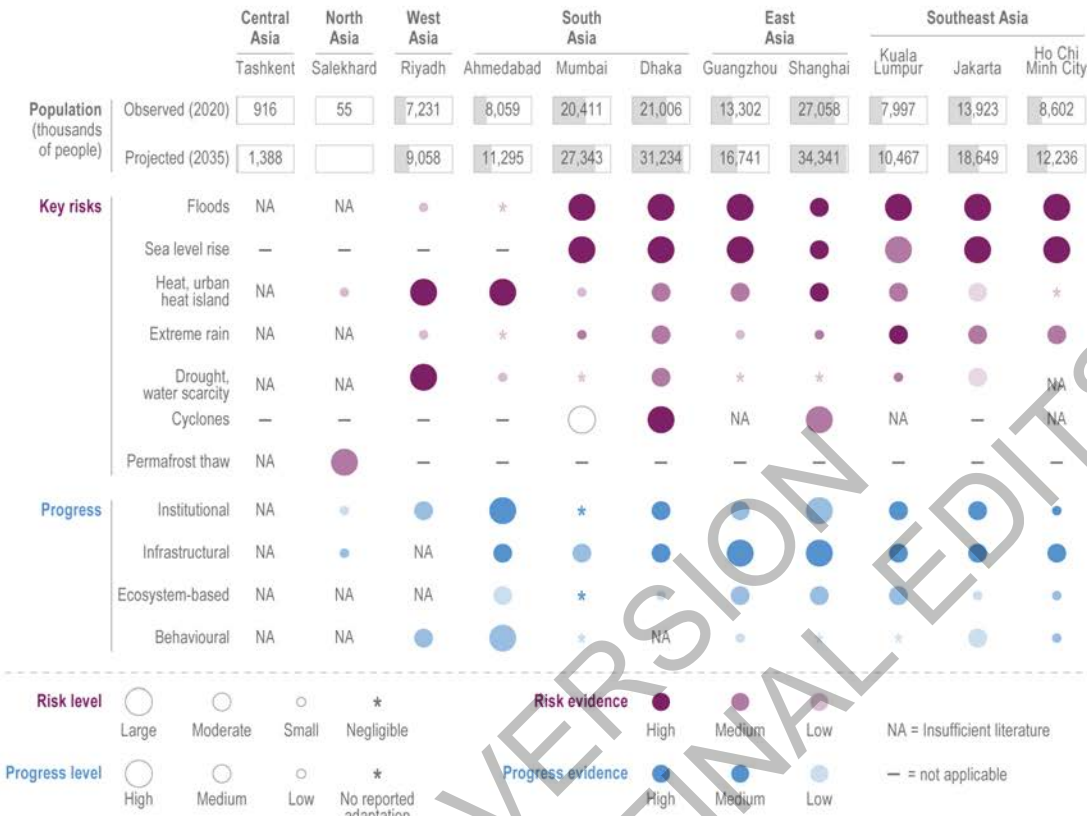 Central Asia North Asia West Asia South Asia East Asia Southeast Asia
Tashkent Salekhard Riyadh Ahmedabad Mumbai Dhaka Guangzhou Shanghai Kuala Lumpur Jakarta Ho Chi Minh City
Population (thousands of people)
Observed (2020) 916 55 7,231 8,059 20,411 21,006 13,302 27,058 7,997 13,923 8,602
Projected (2035) 1,388 9,058 11,295 27,343 31,234 16,741 34,341 10,467 18,649 12,236
Key risks
Floods NA NA * 
Sea level rise – – – –
Heat, urban heat island NA *
Extreme rain NA NA *
Drought, water scarcity NA NA * * * NA
Cyclones – – – – NA NA – NA
Permafrost thaw NA – – – – – – – – –
Progress
Institutional NA *
Infrastructural NA NA
Ecosystem-based NA NA NA *
Behavioural NA NA * NA * *
Risk level
Large Moderate Small * Negligible
Risk evidence
High Medium Low
NA = Insufficient literature
Progress level
High Medium Low * No reported adaptation
Progress evidence
High Medium Low
– = not applicable
VERSION
FINAL EDITS